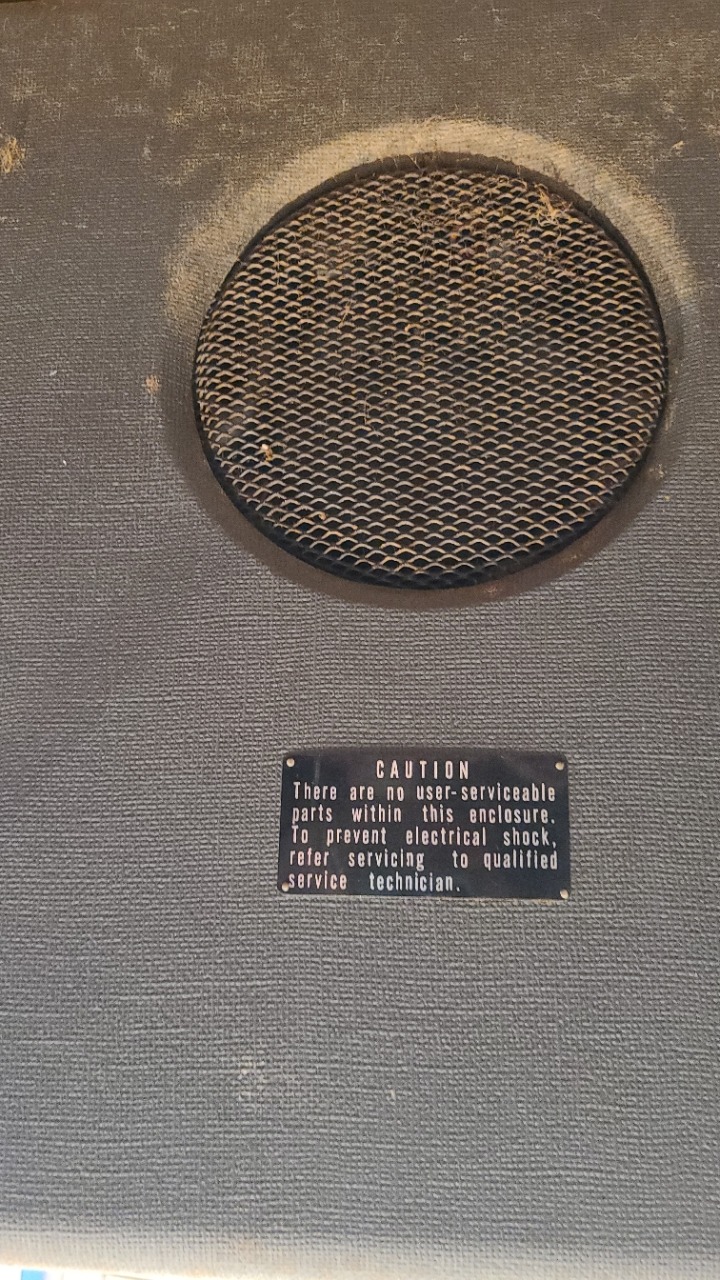 CAUTION
There are no user-serviceable
parts within this enclosure.
To prevent electrical shock,
refer servicing to qualified
service technician.